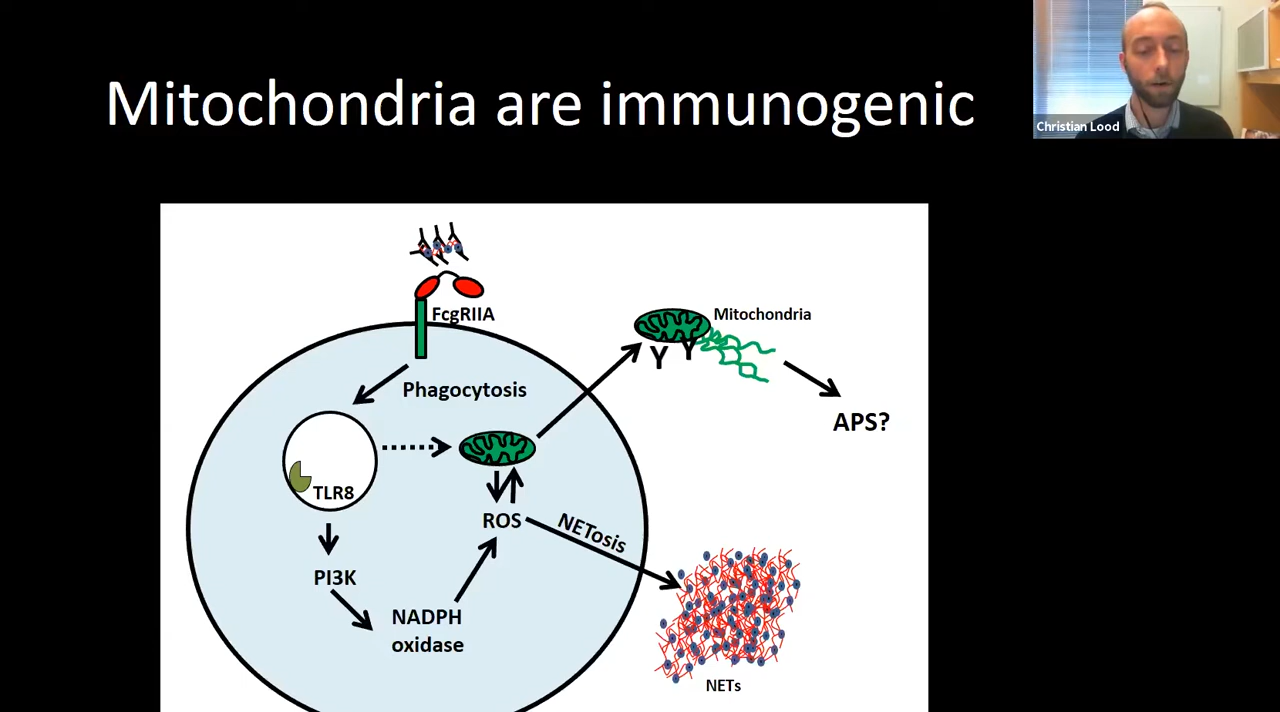 Mitochondria are immunogenic
Christian Lood
FcgRIIA
Mitochondria
Phagocytosis
APS?
TLR8
ROS
NETosis
PI3K
NADPH
oxidase
NETs